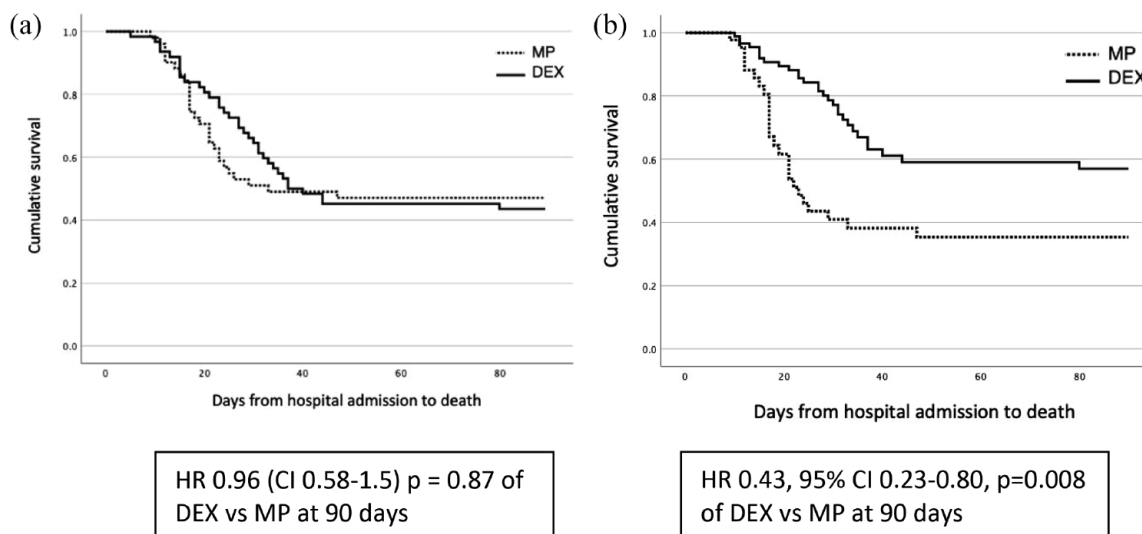 (a)
1.0
0.8
0.6
0.4
0.2
0.0
Cumulative survival
MP
DEX
0
20
40
60
80
Days from hospital admission to death
HR 0.96 (CI 0.58-1.5) p = 0.87 of
DEX vs MP at 90 days
(b)
1.0
0.8
0.6
0.4
0.2
0.0
Cumulative survival
MP
DEX
0
20
40
60
80
Days from hospital admission to death
HR 0.43, 95% CI 0.23-0.80, p=0.008
of DEX vs MP at 90 days